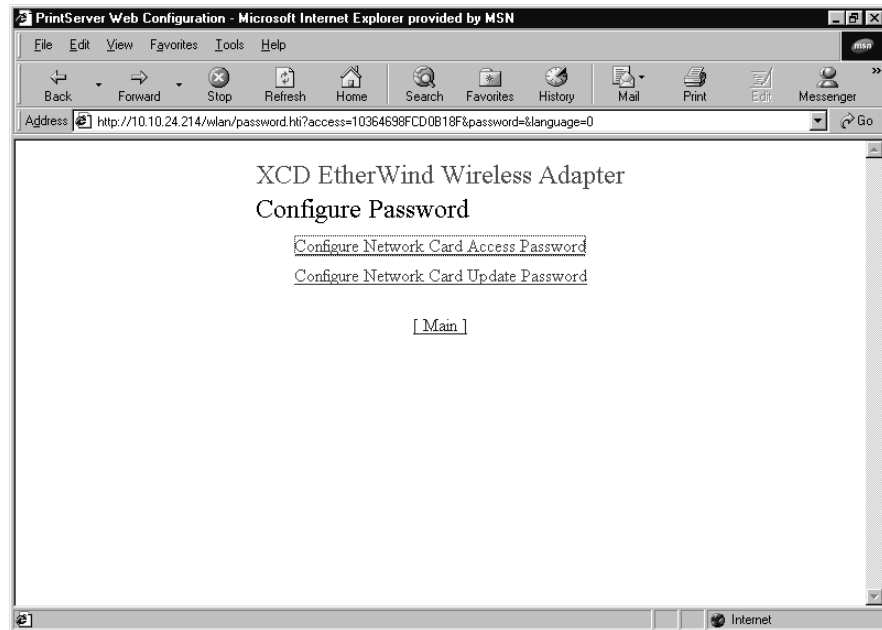 PrintServer Web Configuration - Microsoft Internet Explorer provided by MSN
File Edit View Favorites Tools Help
msn
Back Forward Stop Refresh Home Search Favorites History Mail Print Edit Messenger »
Address http://10.10.24.214/wlan/password.hti?access=10364698FCD0B18F&password=&language=0 Go
XCD EtherWind Wireless Adapter
Configure Password
Configure Network Card Access Password
Configure Network Card Update Password
[ Main ]
Internet